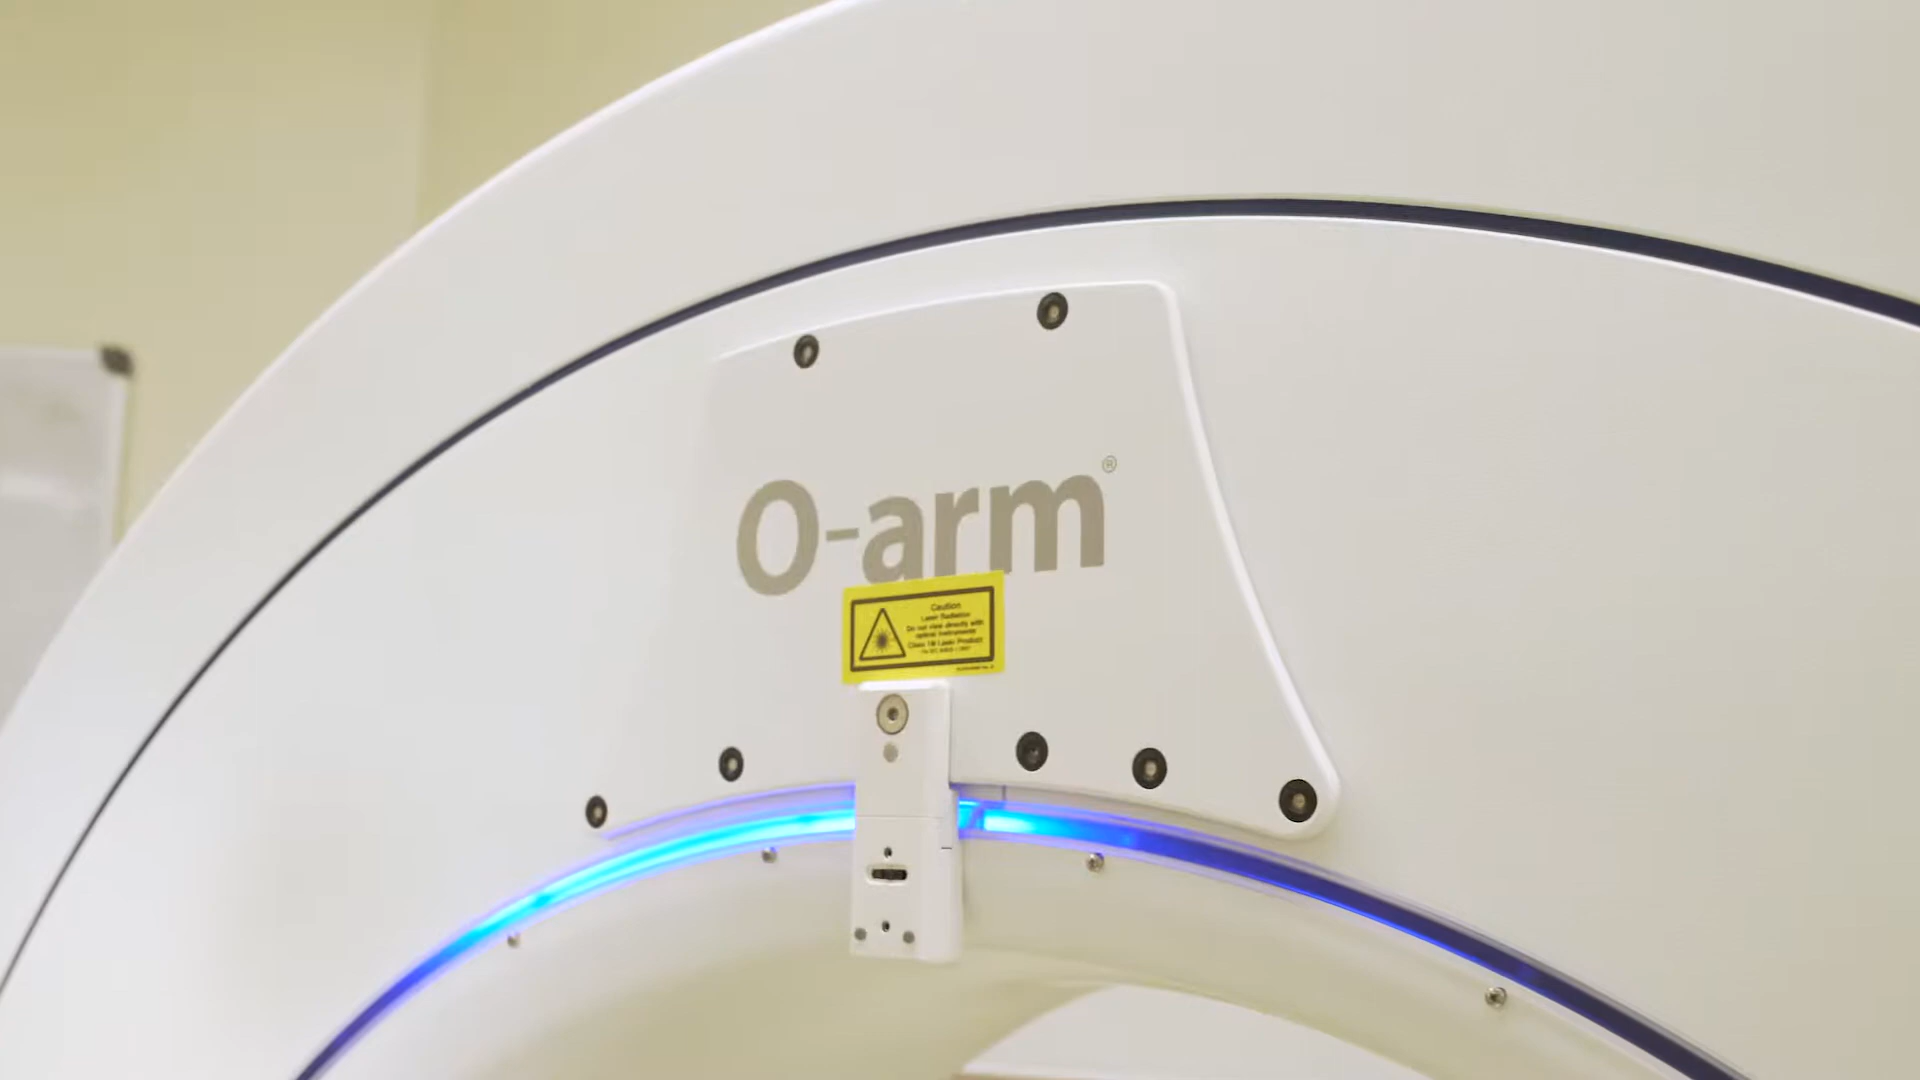 O-arm®
Caution
Laser Radiation
Do not view directly with
optical instruments
Class 1M Laser Product